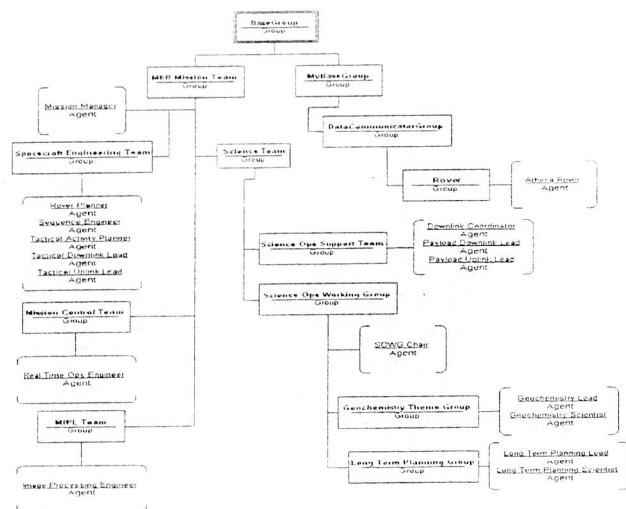 BaseGroup
Group
MER Mission Team
Group
MyBaseGroup
Group
Mission Manager
Agent
DataCommunicatorGroup
Group
Spacecraft Engineering Team
Group
Science Team
Group
Rover
Group
Athena Rover
Agent
Rover Planner
Agent
Sequence Engineer
Agent
Tactical Activity Planner
Agent
Tactical Downlink Lead
Agent
Tactical Uplink Lead
Agent
Science Ops Support Team
Group
Downlink Coordinator
Agent
Payload Downlink Lead
Agent
Payload Uplink Lead
Agent
Science Ops Working Group
Group
Mission Control Team
Group
SOWG Chair
Agent
Real Time Ops Engineer
Agent
Geochemistry Theme Group
Group
Geochemistry Lead
Agent
Geochemistry Scientist
Agent
MIPL Team
Group
Long Term Planning Group
Group
Long Term Planning Lead
Agent
Long Term Planning Scientist
Agent
Image Processing Engineer
Agent